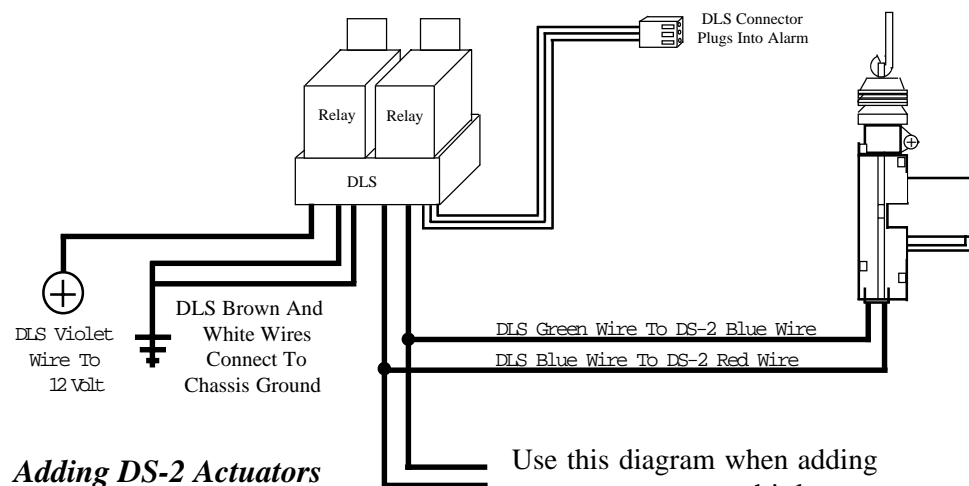 DLS Connector
Plugs Into Alarm
Relay
Relay
DLS
DLS Violet
Wire To
12 Volt
DLS Brown And
White Wires
Connect To
Chassis Ground
DLS Green Wire To DS-2 Blue Wire
DLS Blue Wire To DS-2 Red Wire
Adding DS-2 Actuators
Use this diagram when adding